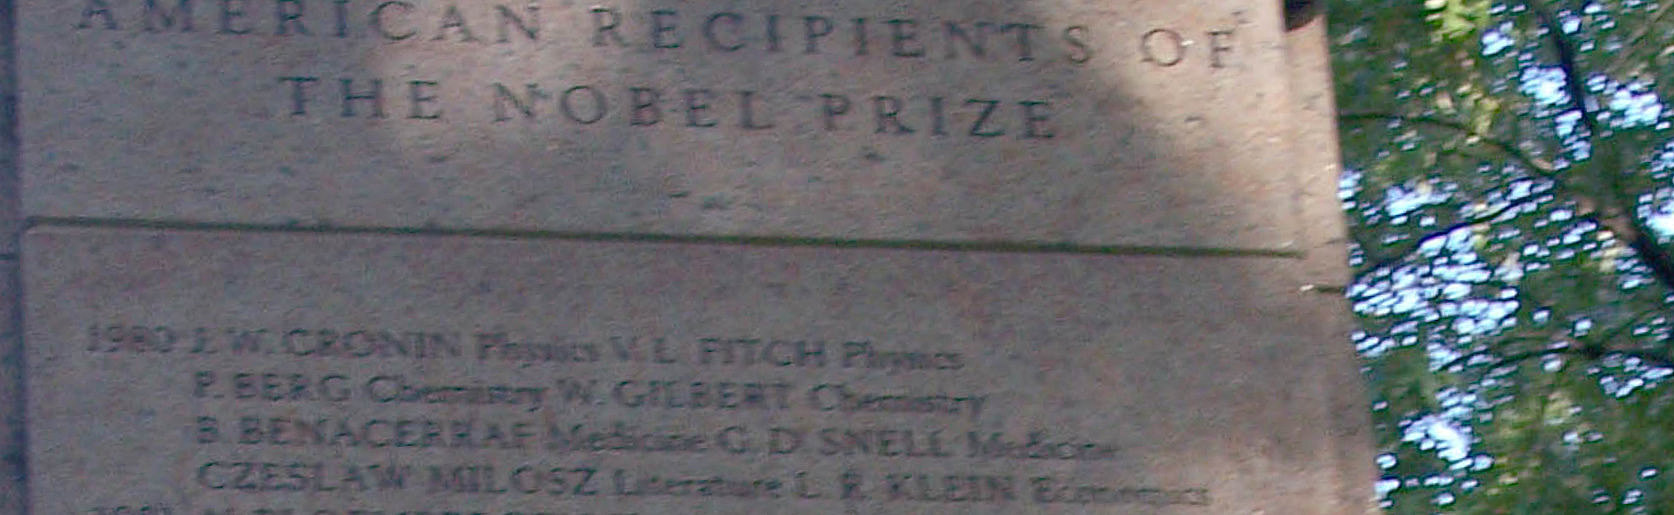 AMERICAN RECIPIENTS OF
THE NOBEL PRIZE
1980 J. W. CRONIN Physics V. L. FITCH Physics
P. BERG Chemistry W. GILBERT Chemistry
B. BENACERRAF Medicine G. D. SNELL Medicine
CZESLAW MILOSZ Literature L. R. KLEIN Economics